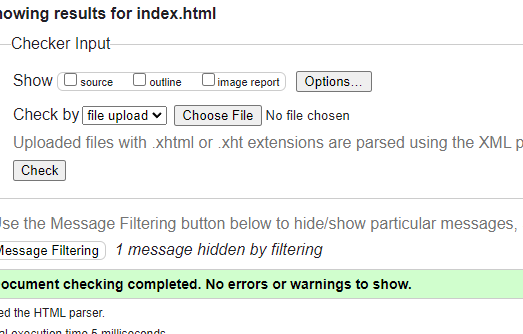 howing results for index.html
Checker Input
Show source outline image report Options...
Check by file upload Choose File No file chosen
Uploaded files with .xhtml or .xht extensions are parsed using the XML p
Check
Use the Message Filtering button below to hide/show particular messages,
Message Filtering 1 message hidden by filtering
Document checking completed. No errors or warnings to show.
ed the HTML parser.
al execution time 5 milliseconds